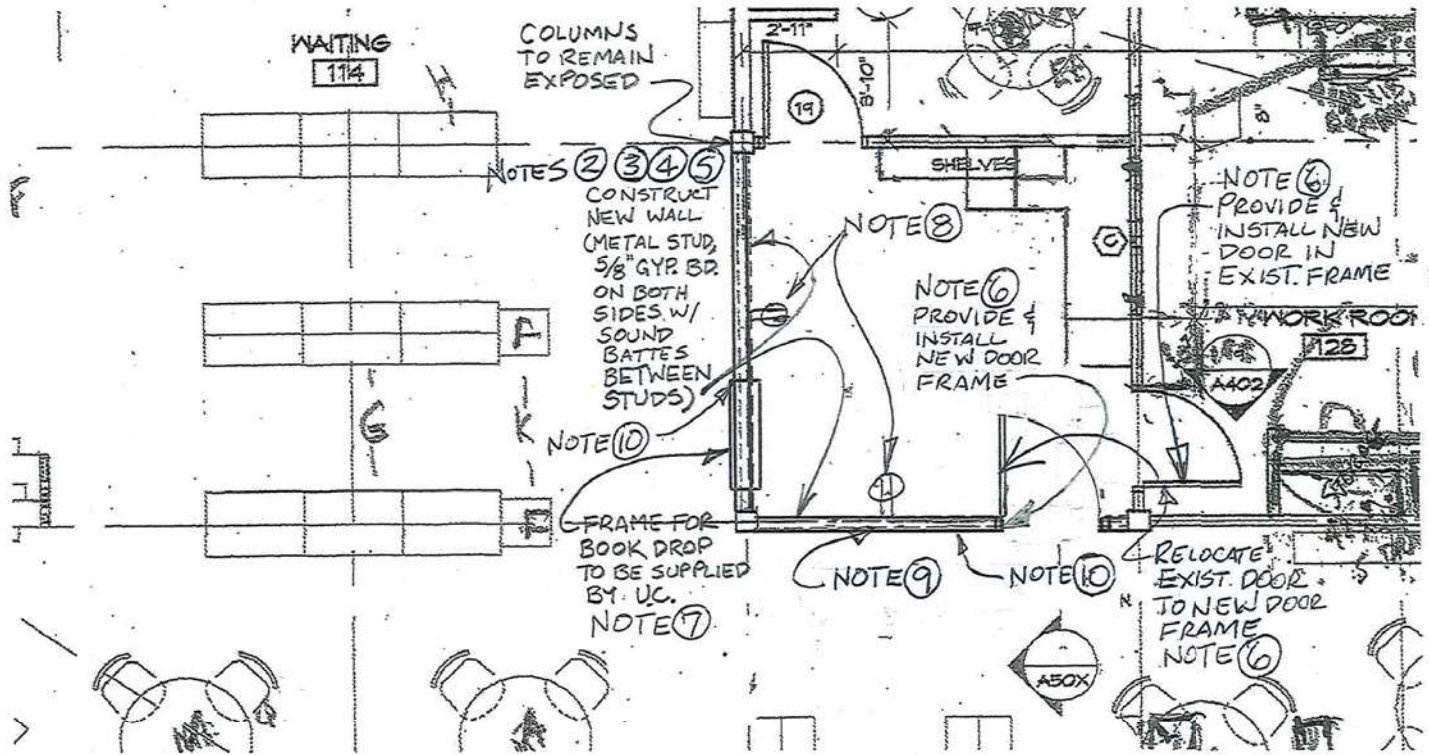 WAITING
114
COLUMNS
TO REMAIN
EXPOSED
2'-11"
3'-10"
19
8"
SHELVES
NOTES 2 3 4 5
CONSTRUCT
NEW WALL
(METAL STUD,
5/8" GYP. BD.
ON BOTH
SIDES W/
SOUND
BATTES
BETWEEN
STUDS)
NOTE 8
C
NOTE 6
PROVIDE &
INSTALL
NEW DOOR
FRAME
NOTE 6
PROVIDE &
INSTALL NEW
DOOR IN
EXIST. FRAME
WORK ROOM
128
A402
F
H
A
G
K
E
NOTE 10
FRAME FOR
BOOK DROP
TO BE SUPPLIED
BY U.C.
NOTE 7
NOTE 9
NOTE 10
RELOCATE
EXIST. DOOR
TO NEW DOOR
FRAME
NOTE 6
A50X